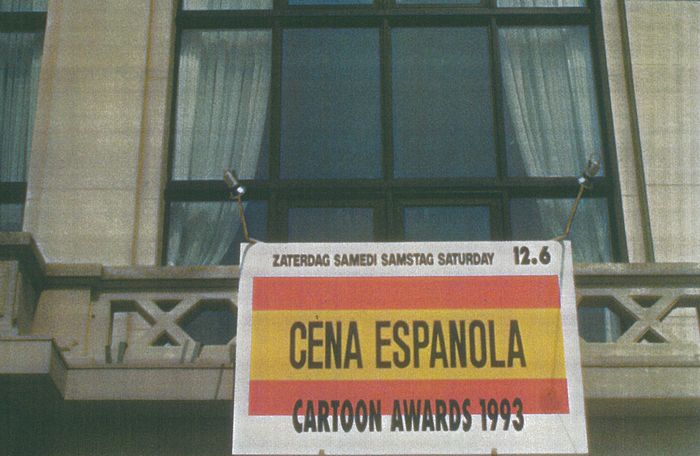 ZATERDAG SAMEDI SAMSTAG SATURDAY 12.6
CENA ESPANOLA
CARTOON AWARDS 1993